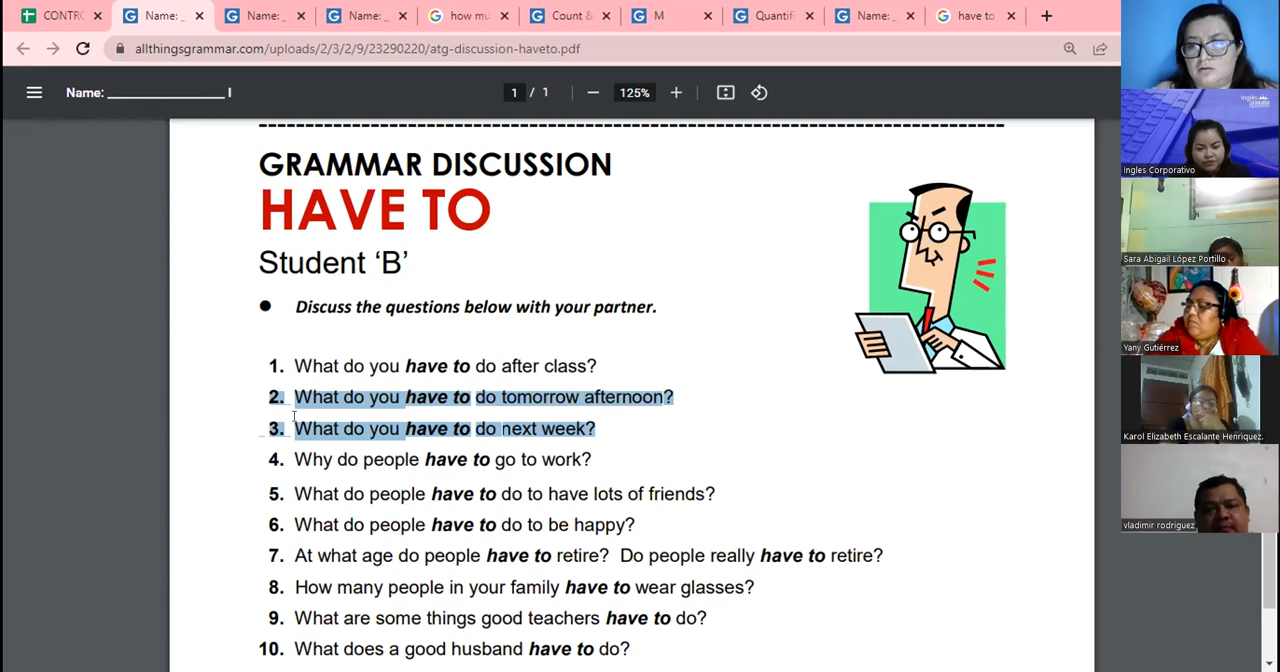 CONTRO
Name: _
Name: _
Name: _
how mu
Count &
M
Quantifi
Name: _
have to
allthingsgrammar.com/uploads/2/3/2/9/23290220/atg-discussion-haveto.pdf
Name: ________________ I
1 / 1
125%
GRAMMAR DISCUSSION
HAVE TO
Student ‘B’
● Discuss the questions below with your partner.
1. What do you have to do after class?
2. What do you have to do tomorrow afternoon?
3. What do you have to do next week?
4. Why do people have to go to work?
5. What do people have to do to have lots of friends?
6. What do people have to do to be happy?
7. At what age do people have to retire? Do people really have to retire?
8. How many people in your family have to wear glasses?
9. What are some things good teachers have to do?
10. What does a good husband have to do?
Ingles Corporativo
Sara Abigail López Portillo
Yany Gutiérrez
Karol Elizabeth Escalante Henriquez.
vladimir rodriguez